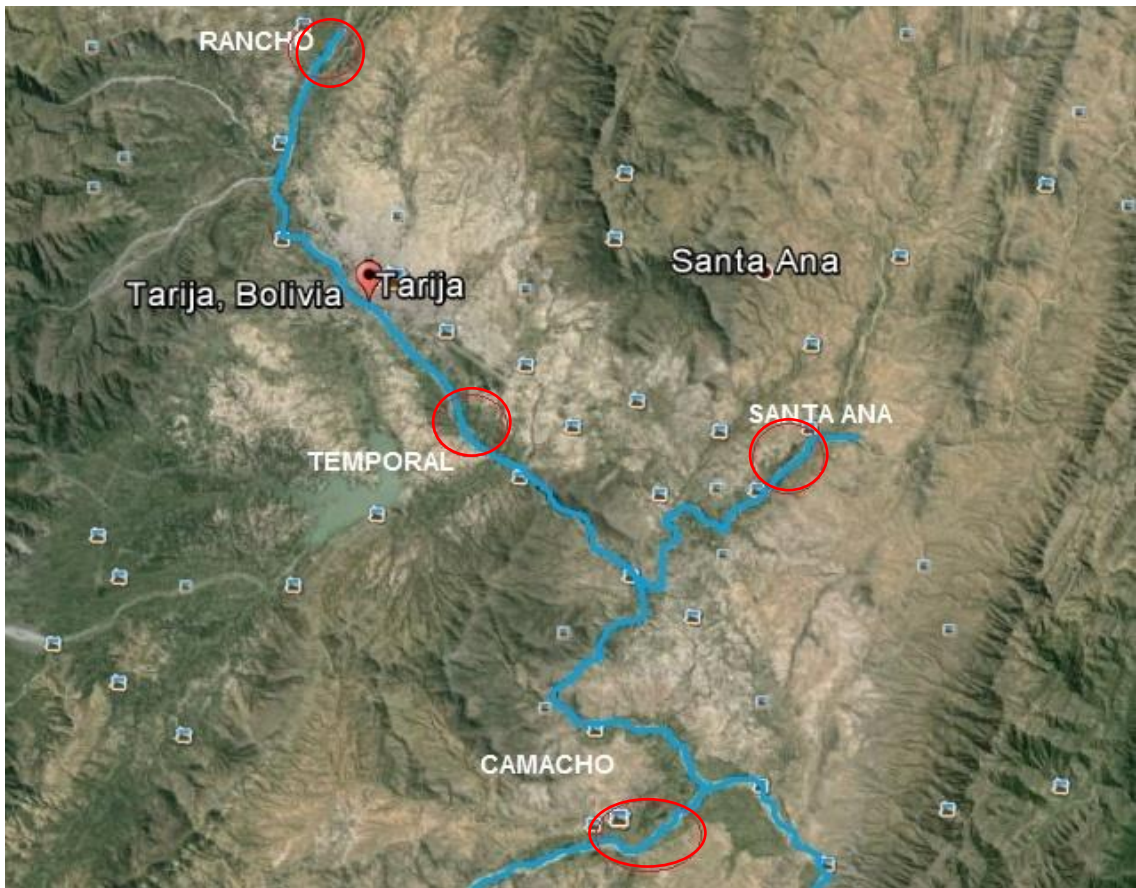 RANCHO
Santa Ana
Tarija, Bolivia
Tarija
SANTA ANA
TEMPORAL
CAMACHO